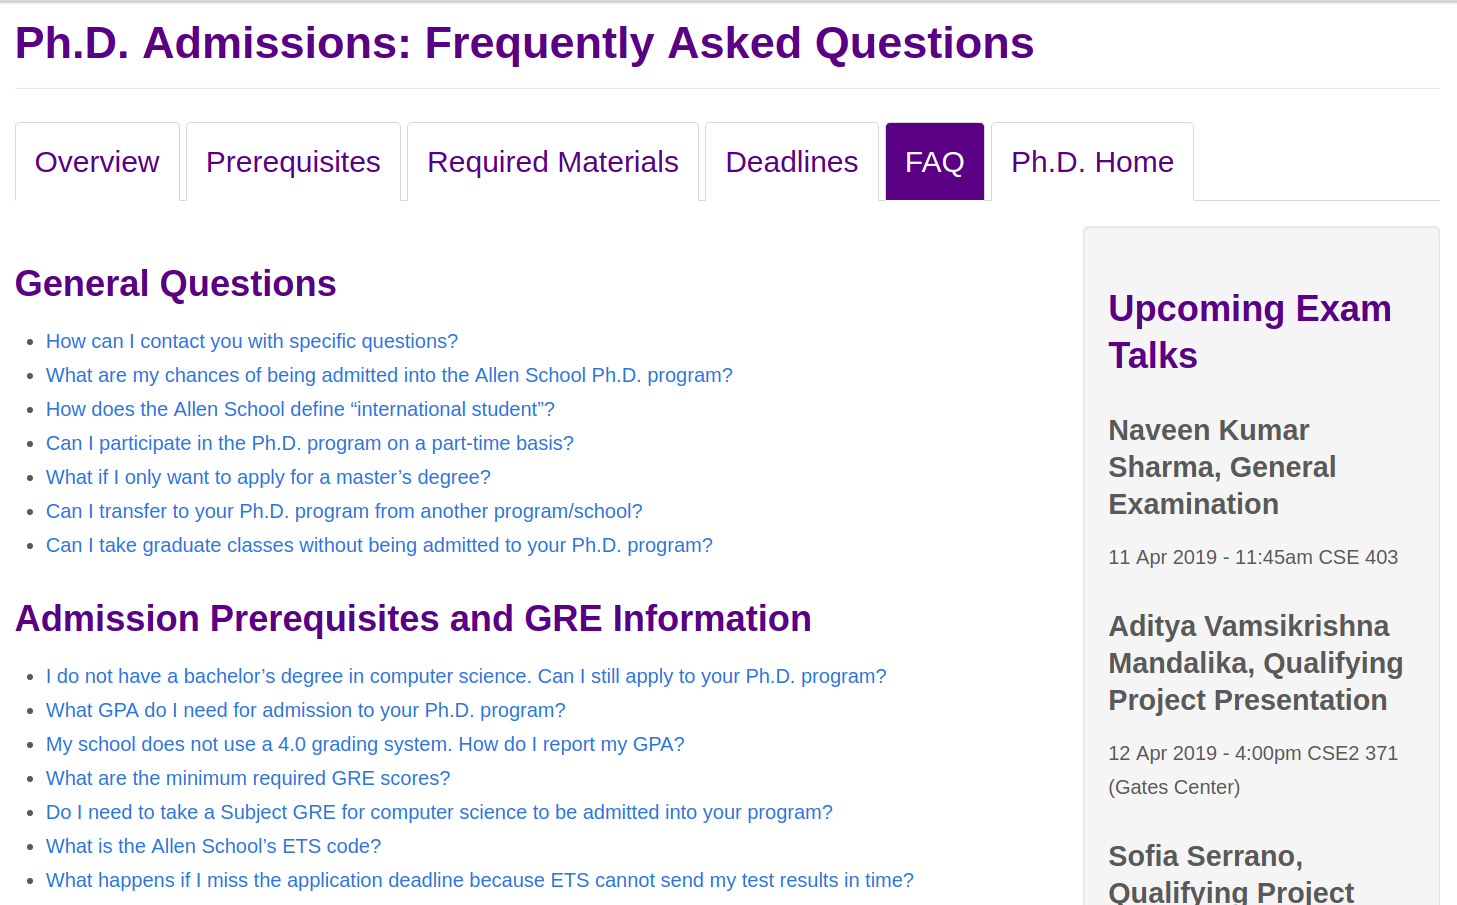 Ph.D. Admissions: Frequently Asked Questions
Overview
Prerequisites
Required Materials
Deadlines
FAQ
Ph.D. Home
General Questions
How can I contact you with specific questions?
What are my chances of being admitted into the Allen School Ph.D. program?
How does the Allen School define “international student”?
Can I participate in the Ph.D. program on a part-time basis?
What if I only want to apply for a master’s degree?
Can I transfer to your Ph.D. program from another program/school?
Can I take graduate classes without being admitted to your Ph.D. program?
Admission Prerequisites and GRE Information
I do not have a bachelor’s degree in computer science. Can I still apply to your Ph.D. program?
What GPA do I need for admission to your Ph.D. program?
My school does not use a 4.0 grading system. How do I report my GPA?
What are the minimum required GRE scores?
Do I need to take a Subject GRE for computer science to be admitted into your program?
What is the Allen School’s ETS code?
What happens if I miss the application deadline because ETS cannot send my test results in time?
Upcoming Exam
Talks
Naveen Kumar
Sharma, General
Examination
11 Apr 2019 - 11:45am CSE 403
Aditya Vamsikrishna
Mandalika, Qualifying
Project Presentation
12 Apr 2019 - 4:00pm CSE2 371
(Gates Center)
Sofia Serrano,
Qualifying Project